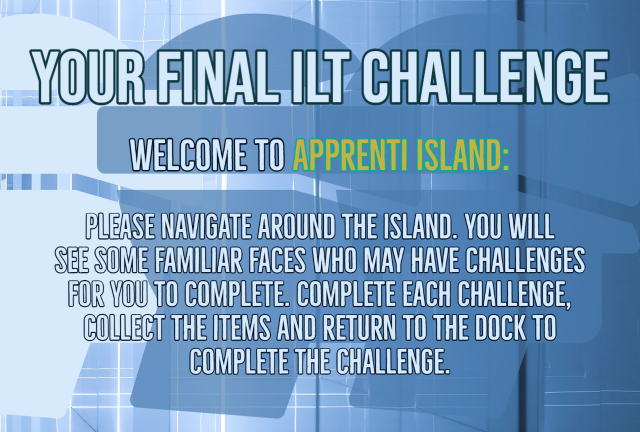 YOUR FINAL ILT CHALLENGE
WELCOME TO APPRENTI ISLAND:
PLEASE NAVIGATE AROUND THE ISLAND. YOU WILL
SEE SOME FAMILIAR FACES WHO MAY HAVE CHALLENGES
FOR YOU TO COMPLETE. COMPLETE EACH CHALLENGE,
COLLECT THE ITEMS AND RETURN TO THE DOCK TO
COMPLETE THE CHALLENGE.